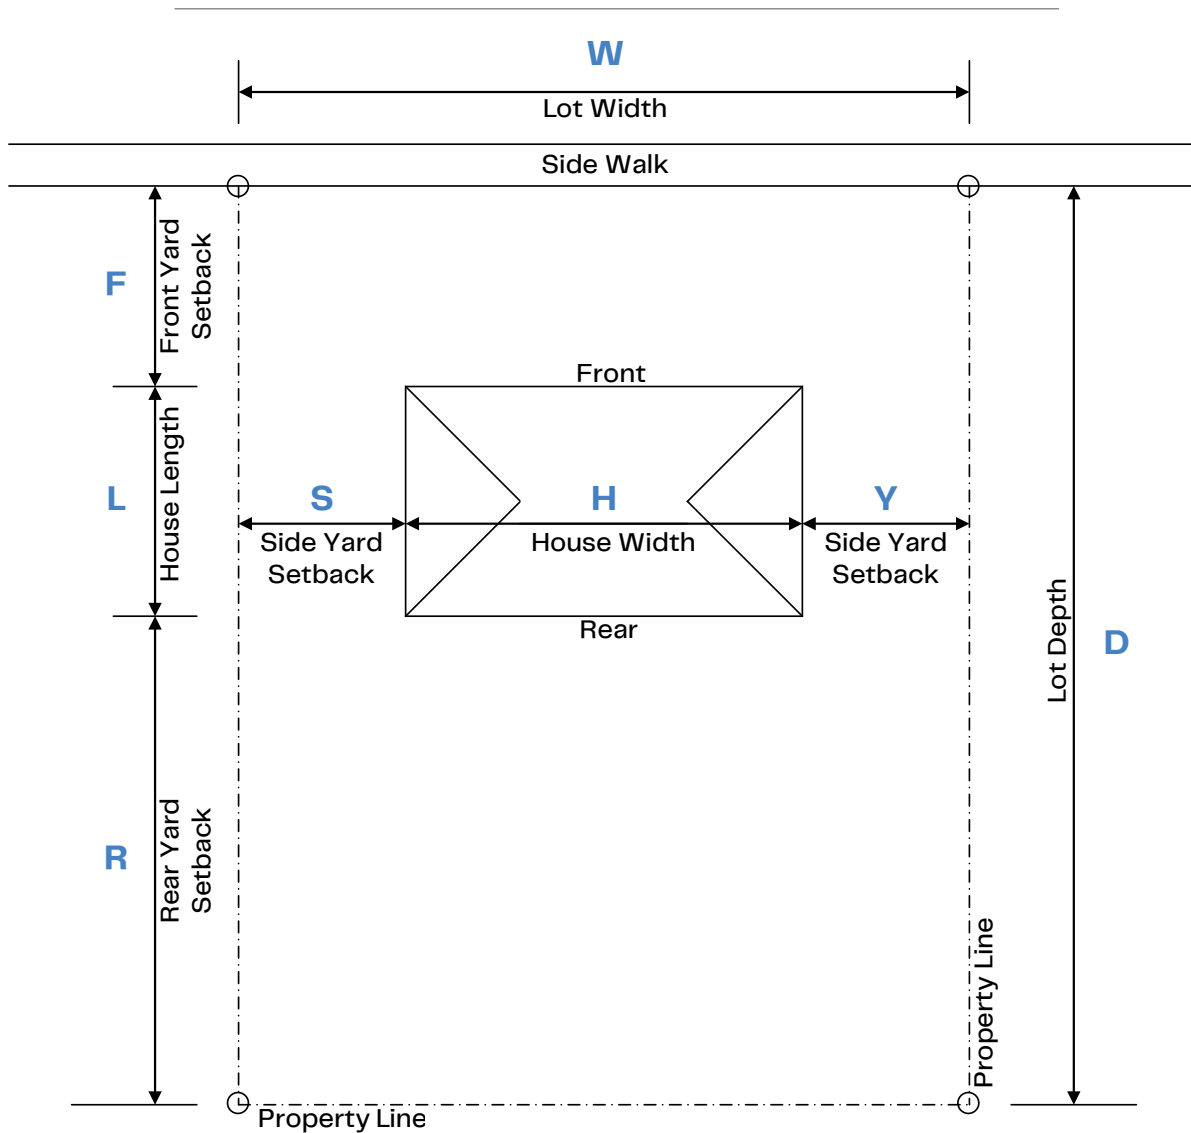 W
Lot Width
Side Walk
F
Front Yard
Setback
Front
L
House Length
S
Side Yard
Setback
H
House Width
Y
Side Yard
Setback
Rear
Lot Depth
D
R
Rear Yard
Setback
Property Line
Property Line